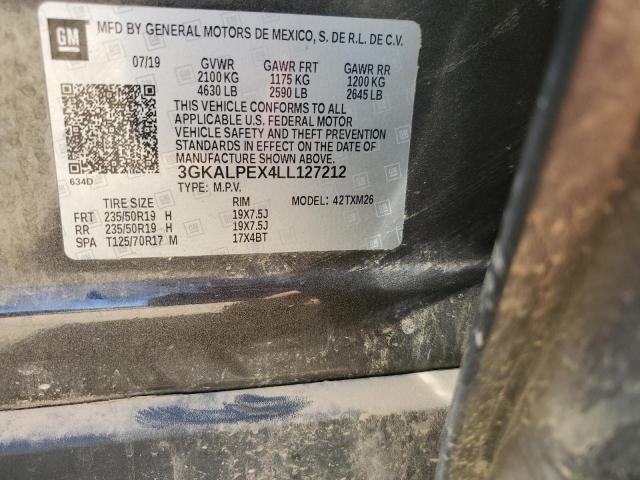 GM
MFD BY GENERAL MOTORS DE MEXICO, S. DE R.L. DE C.V.
07/19 GVWR GAWR FRT GAWR RR
2100 KG 1175 KG 1200 KG
4630 LB 2590 LB 2645 LB
THIS VEHICLE CONFORMS TO ALL
APPLICABLE U.S. FEDERAL MOTOR
VEHICLE SAFETY AND THEFT PREVENTION
STANDARDS IN EFFECT ON THE DATE OF
MANUFACTURE SHOWN ABOVE.
634D 3GKALPEX4LL127212
TYPE: M.P.V. MODEL: 42TXM26
TIRE SIZE RIM
FRT 235/50R19 H 19X7.5J
RR 235/50R19 H 19X7.5J
SPA T125/70R17 M 17X4BT